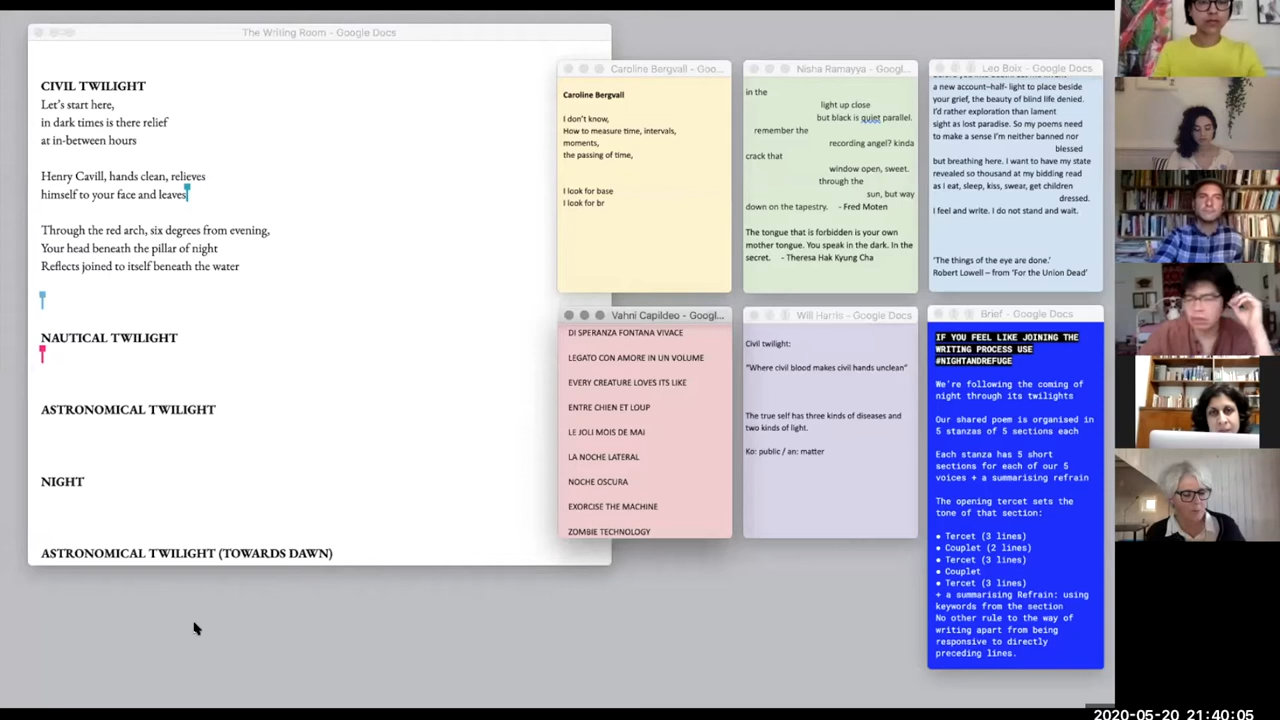 The Writing Room - Google Docs
CIVIL TWILIGHT
Let's start here,
in dark times is there relief
at in-between hours
Henry Cavill, hands clean, relieves
himself to your face and leaves
Through the red arch, six degrees from evening,
Your head beneath the pillar of night
Reflects joined to itself beneath the water
NAUTICAL TWILIGHT
ASTRONOMICAL TWILIGHT
NIGHT
ASTRONOMICAL TWILIGHT (TOWARDS DAWN)
Caroline Bergvall - Goo...
Caroline Bergvall
I don't know,
How to measure time, intervals,
moments,
the passing of time,
I look for base
I look for br
Nisha Ramayya - Googl...
in the
light up close
but black is quiet parallel.
remember the
recording angel? kinda
crack that
window open, sweet.
through the
sun, but way
down on the tapestry. - Fred Moten
The tongue that is forbidden is your own
mother tongue. You speak in the dark. In the
secret. - Theresa Hak Kyung Cha
Leo Boix - Google Docs
a new account–half- light to place beside
your grief, the beauty of blind life denied.
I'd rather exploration than lament
sight as lost paradise. So my poems need
to make a sense I'm neither banned nor
blessed
but breathing here. I want to have my state
revealed so thousand at my bidding read
as I eat, sleep, kiss, swear, get children
dressed.
I feel and write. I do not stand and wait.
'The things of the eye are done.'
Robert Lowell – from 'For the Union Dead'
Vahni Capildeo - Googl...
DI SPERANZA FONTANA VIVACE
LEGATO CON AMORE IN UN VOLUME
EVERY CREATURE LOVES ITS LIKE
ENTRE CHIEN ET LOUP
LE JOLI MOIS DE MAI
LA NOCHE LATERAL
NOCHE OSCURA
EXORCISE THE MACHINE
ZOMBIE TECHNOLOGY
Will Harris - Google Docs
Civil twilight:
"Where civil blood makes civil hands unclean"
The true self has three kinds of diseases and
two kinds of light.
Ko: public / an: matter
Brief - Google Docs
IF YOU FEEL LIKE JOINING THE
WRITING PROCESS USE
#NIGHTANDREFUGE
We're following the coming of
night through its twilights
Our shared poem is organised in
5 stanzas of 5 sections each
Each stanza has 5 short
sections for each of our 5
voices + a summarising refrain
The opening tercet sets the
tone of that section:
● Tercet (3 lines)
● Couplet (2 lines)
● Tercet (3 lines)
● Couplet
● Tercet (3 lines)
+ a summarising Refrain: using
keywords from the section
No other rule to the way of
writing apart from being
responsive to directly
preceding lines.
2020-05-20 21:40:05